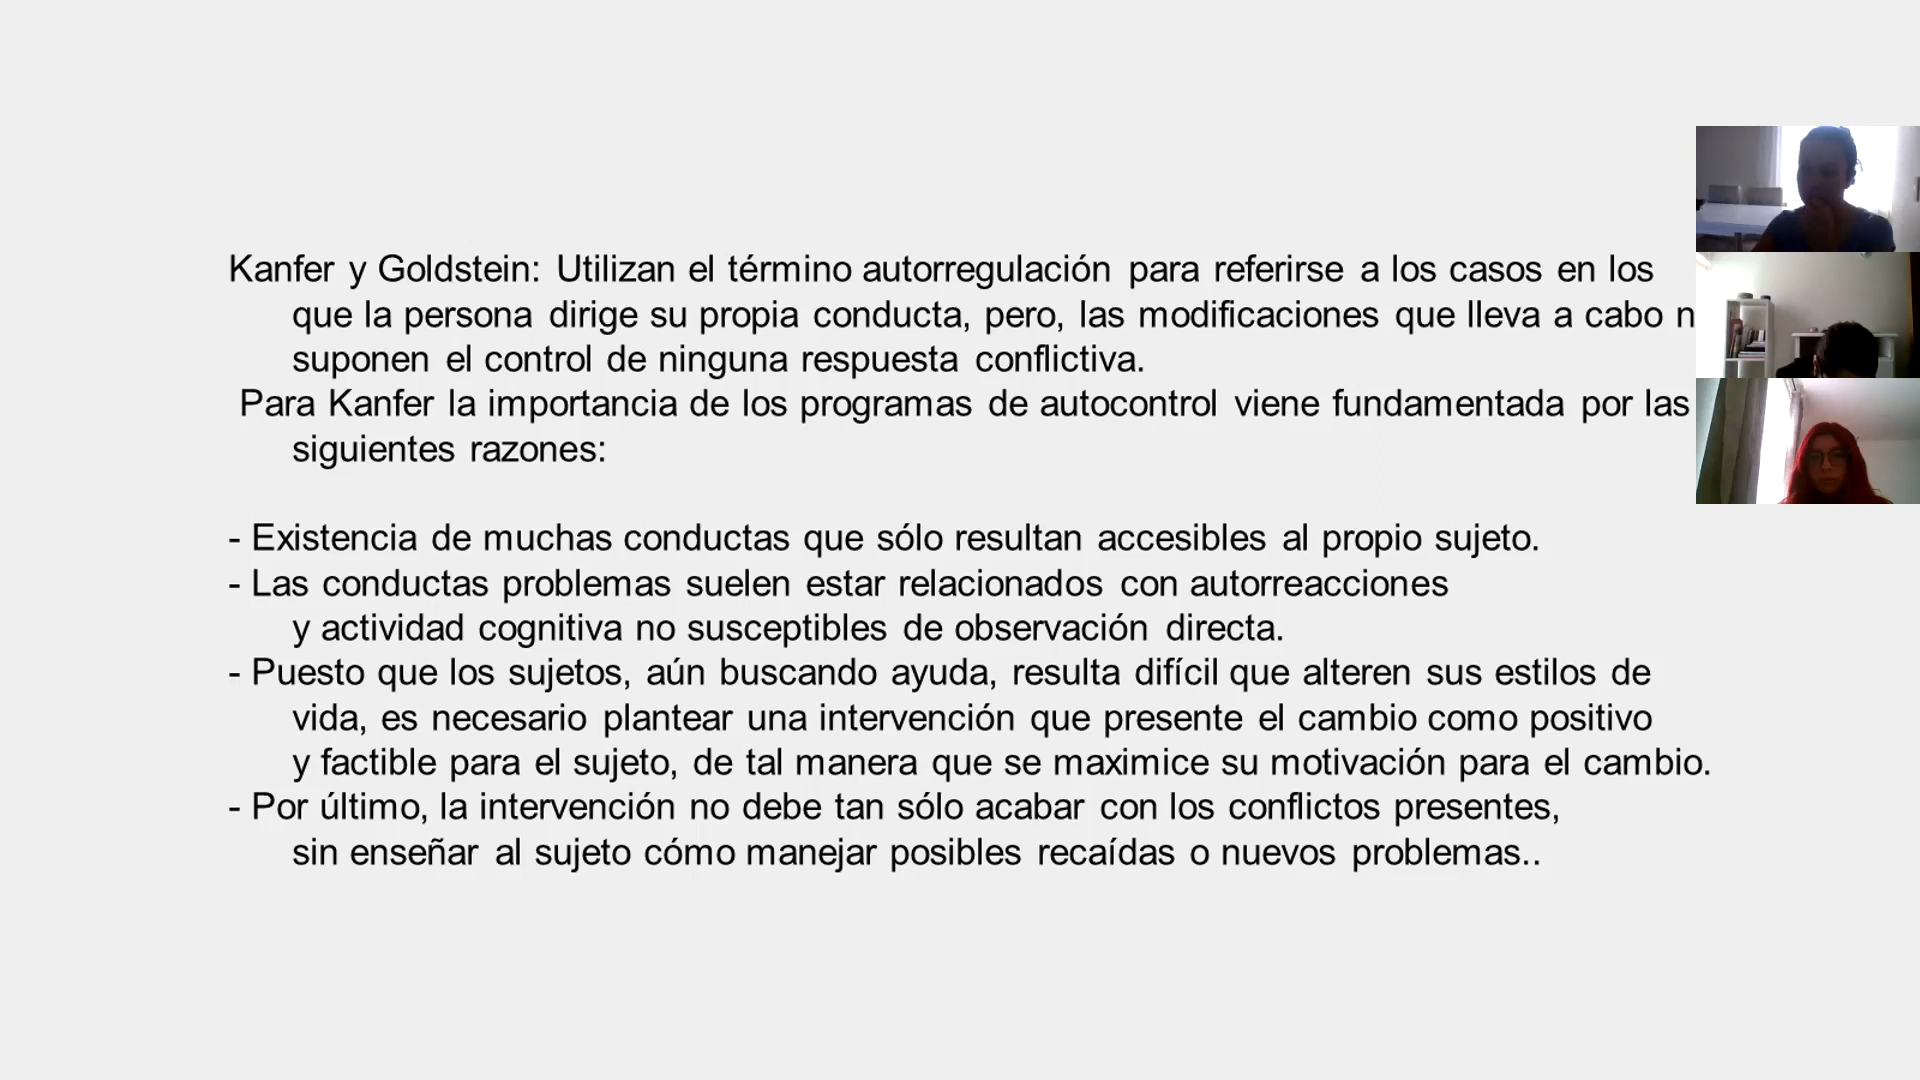 Kanfer y Goldstein: Utilizan el término autorregulación para referirse a los casos en los
que la persona dirige su propia conducta, pero, las modificaciones que lleva a cabo n
suponen el control de ninguna respuesta conflictiva.
Para Kanfer la importancia de los programas de autocontrol viene fundamentada por las
siguientes razones:
- Existencia de muchas conductas que sólo resultan accesibles al propio sujeto.
- Las conductas problemas suelen estar relacionados con autorreacciones
y actividad cognitiva no susceptibles de observación directa.
- Puesto que los sujetos, aún buscando ayuda, resulta difícil que alteren sus estilos de
vida, es necesario plantear una intervención que presente el cambio como positivo
y factible para el sujeto, de tal manera que se maximice su motivación para el cambio.
- Por último, la intervención no debe tan sólo acabar con los conflictos presentes,
sin enseñar al sujeto cómo manejar posibles recaídas o nuevos problemas..